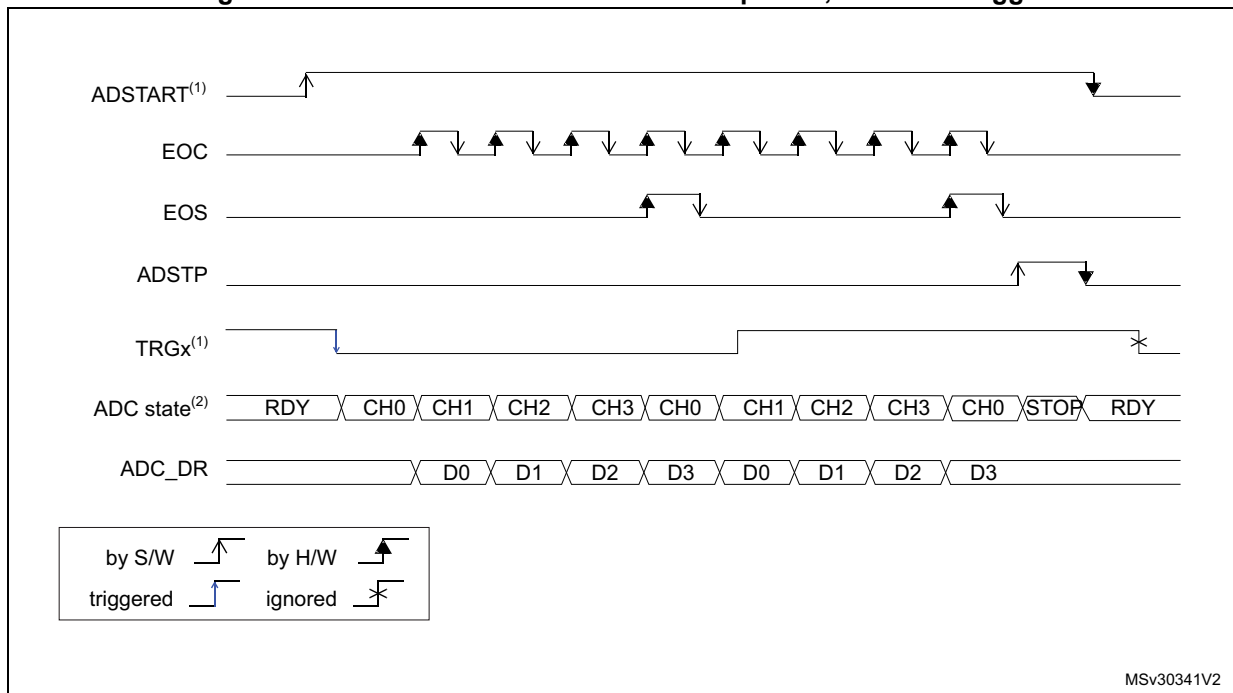 ADSTART(1)
EOC
EOS
ADSTP
TRGx(1)
ADC state(2) RDY CH0 CH1 CH2 CH3 CH0 CH1 CH2 CH3 CH0 STOP RDY
ADC_DR D0 D1 D2 D3 D0 D1 D2 D3
by S/W by H/W
triggered ignored
MSv30341V2